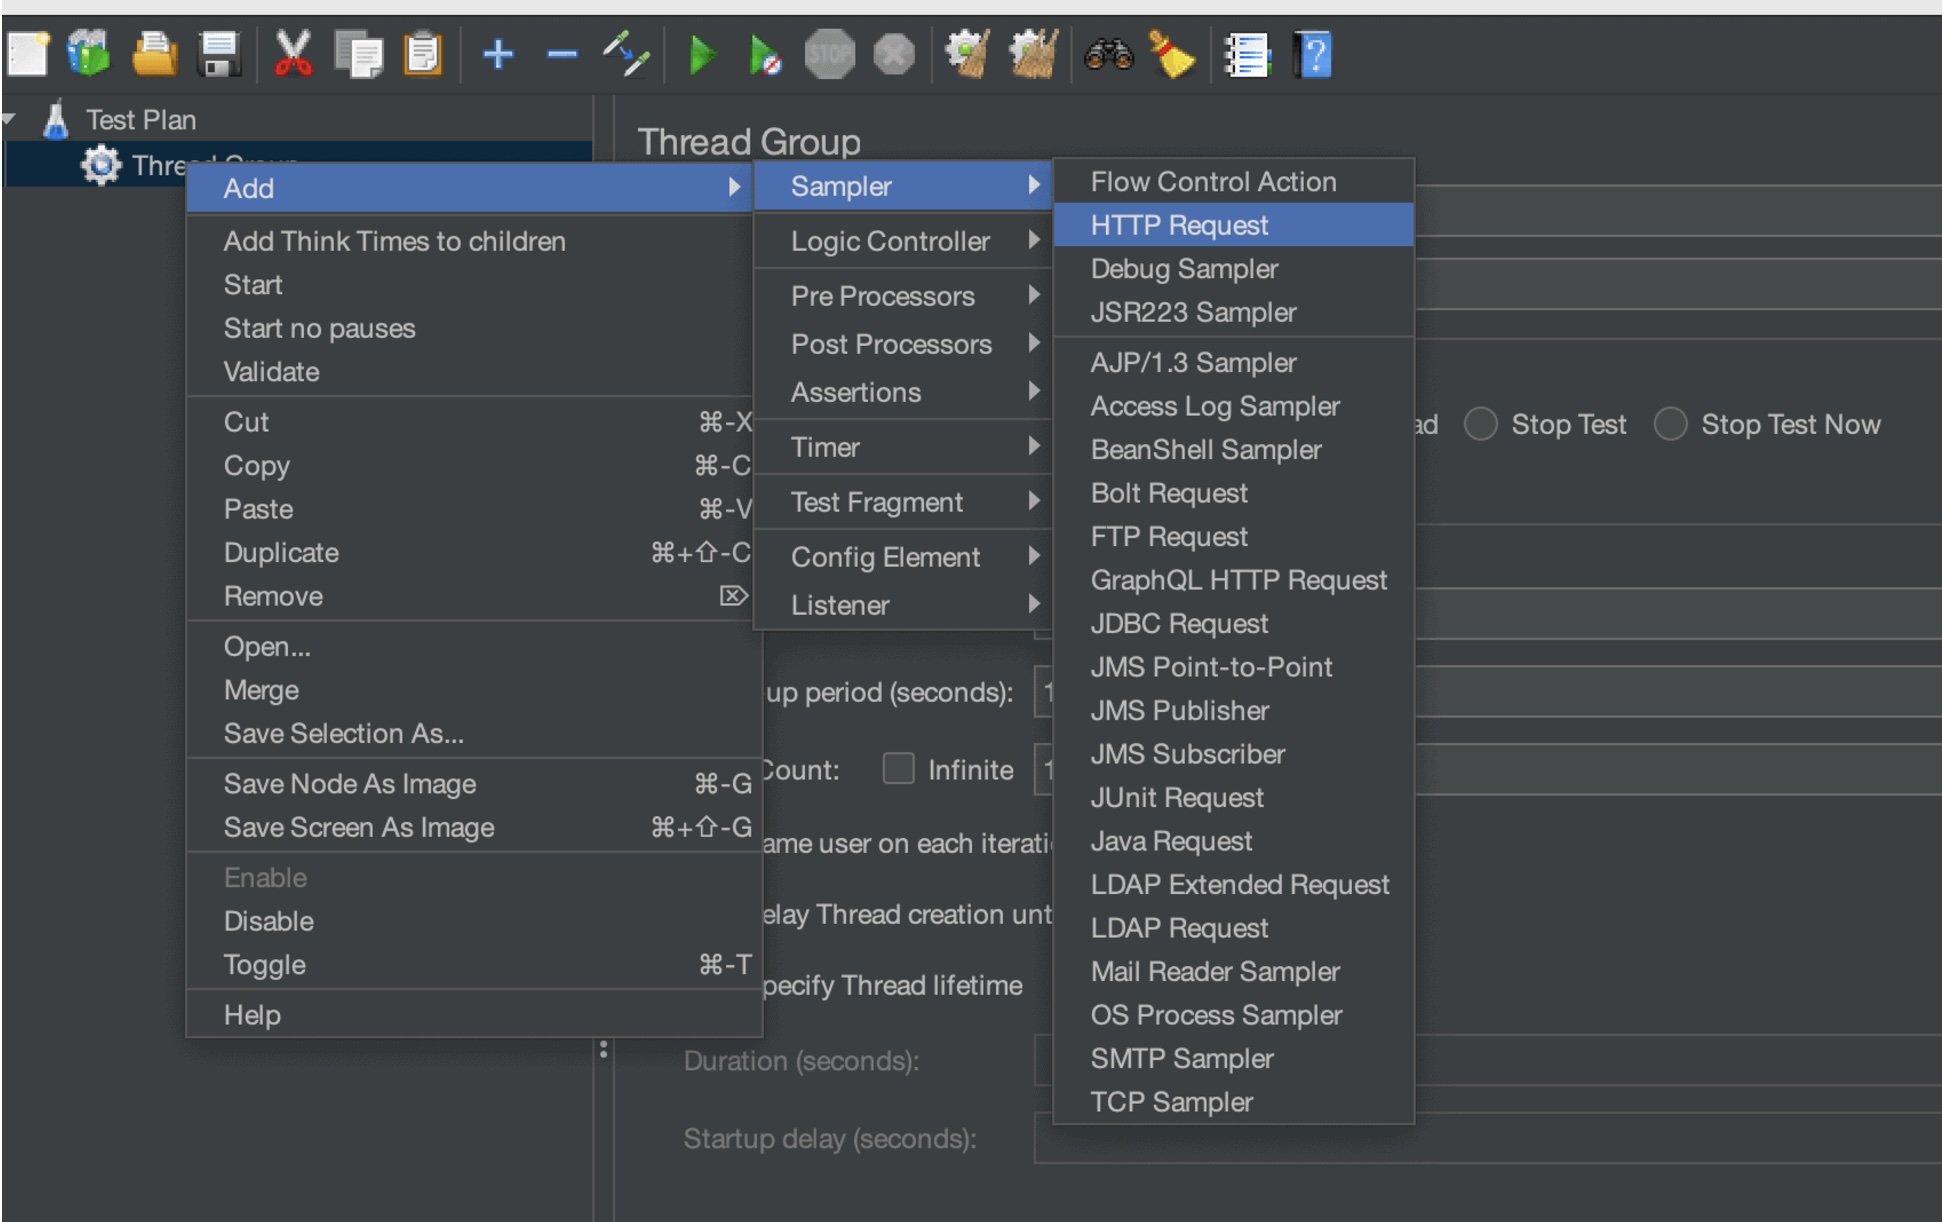 STOP
?
Test Plan
Thread Group
Thread Group
Add
Add Think Times to children
Start
Start no pauses
Validate
Cut ⌘-X
Copy ⌘-C
Paste ⌘-V
Duplicate ⌘+⇧-C
Remove ⌦
Open...
Merge
Save Selection As...
Save Node As Image ⌘-G
Save Screen As Image ⌘+⇧-G
Enable
Disable
Toggle ⌘-T
Help
Sampler
Logic Controller
Pre Processors
Post Processors
Assertions
Timer
Test Fragment
Config Element
Listener
Flow Control Action
HTTP Request
Debug Sampler
JSR223 Sampler
AJP/1.3 Sampler
Access Log Sampler
BeanShell Sampler
Bolt Request
FTP Request
GraphQL HTTP Request
JDBC Request
JMS Point-to-Point
JMS Publisher
JMS Subscriber
JUnit Request
Java Request
LDAP Extended Request
LDAP Request
Mail Reader Sampler
OS Process Sampler
SMTP Sampler
TCP Sampler
ad Stop Test Stop Test Now
up period (seconds): 1
Count: Infinite 1
ame user on each iterati
elay Thread creation unt
pecify Thread lifetime
Duration (seconds):
Startup delay (seconds):